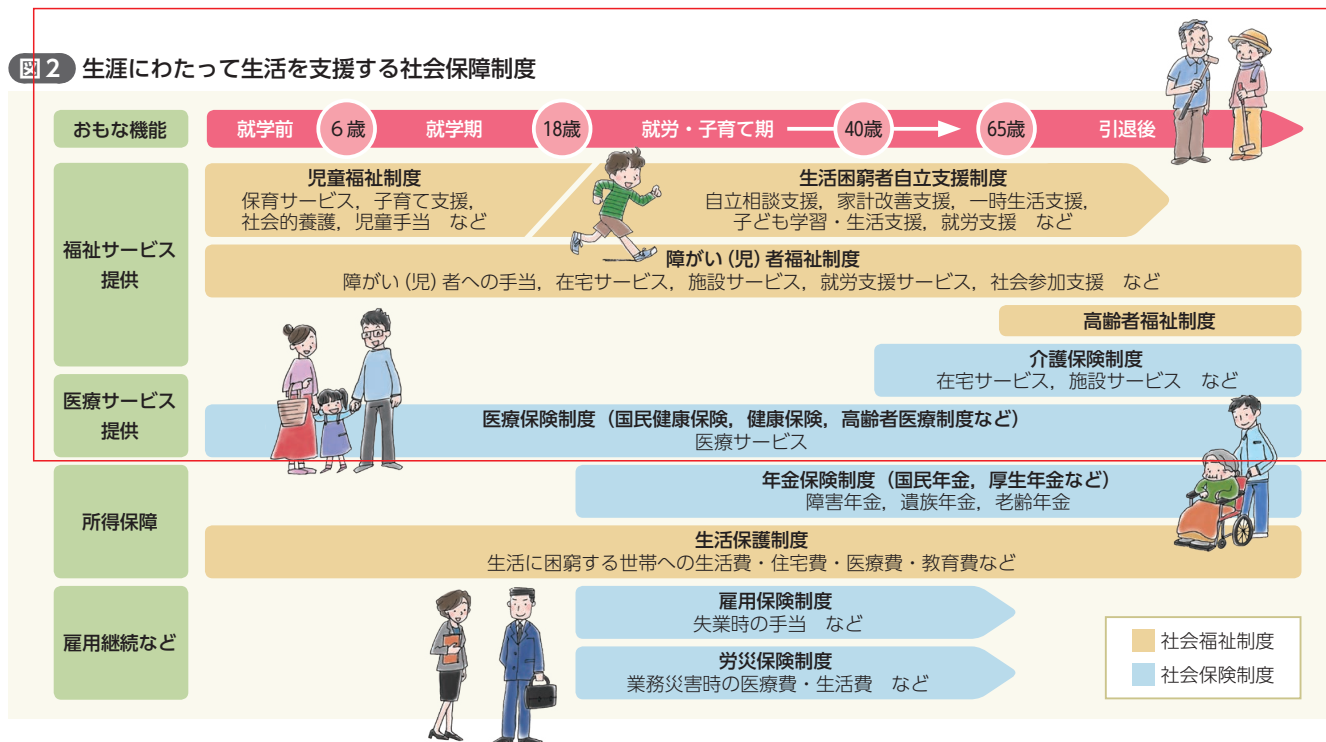 図2 生涯にわたって生活を支援する社会保障制度
おもな機能
就学前 6歳 就学期 18歳 就労・子育て期 40歳 65歳 引退後
福祉サービス
提供
児童福祉制度
保育サービス，子育て支援，
社会的養護，児童手当 など
生活困窮者自立支援制度
自立相談支援，家計改善支援，一時生活支援，
子ども学習・生活支援，就労支援 など
障がい（児）者福祉制度
障がい（児）者への手当，在宅サービス，施設サービス，就労支援サービス，社会参加支援 など
高齢者福祉制度
介護保険制度
在宅サービス，施設サービス など
医療サービス
提供
医療保険制度（国民健康保険，健康保険，高齢者医療制度など）
医療サービス
所得保障
年金保険制度（国民年金，厚生年金など）
障害年金，遺族年金，老齢年金
生活保護制度
生活に困窮する世帯への生活費・住宅費・医療費・教育費など
雇用継続など
雇用保険制度
失業時の手当 など
労災保険制度
業務災害時の医療費・生活費 など
社会福祉制度
社会保険制度